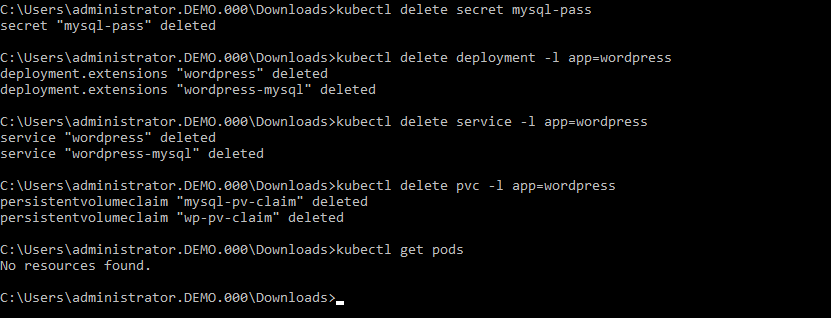 C:\Users\administrator.DEMO.000\Downloads>kubectl delete secret mysql-pass
secret "mysql-pass" deleted
C:\Users\administrator.DEMO.000\Downloads>kubectl delete deployment -l app=wordpress
deployment.extensions "wordpress" deleted
deployment.extensions "wordpress-mysql" deleted
C:\Users\administrator.DEMO.000\Downloads>kubectl delete service -l app=wordpress
service "wordpress" deleted
service "wordpress-mysql" deleted
C:\Users\administrator.DEMO.000\Downloads>kubectl delete pvc -l app=wordpress
persistentvolumeclaim "mysql-pv-claim" deleted
persistentvolumeclaim "wp-pv-claim" deleted
C:\Users\administrator.DEMO.000\Downloads>kubectl get pods
No resources found.
C:\Users\administrator.DEMO.000\Downloads>